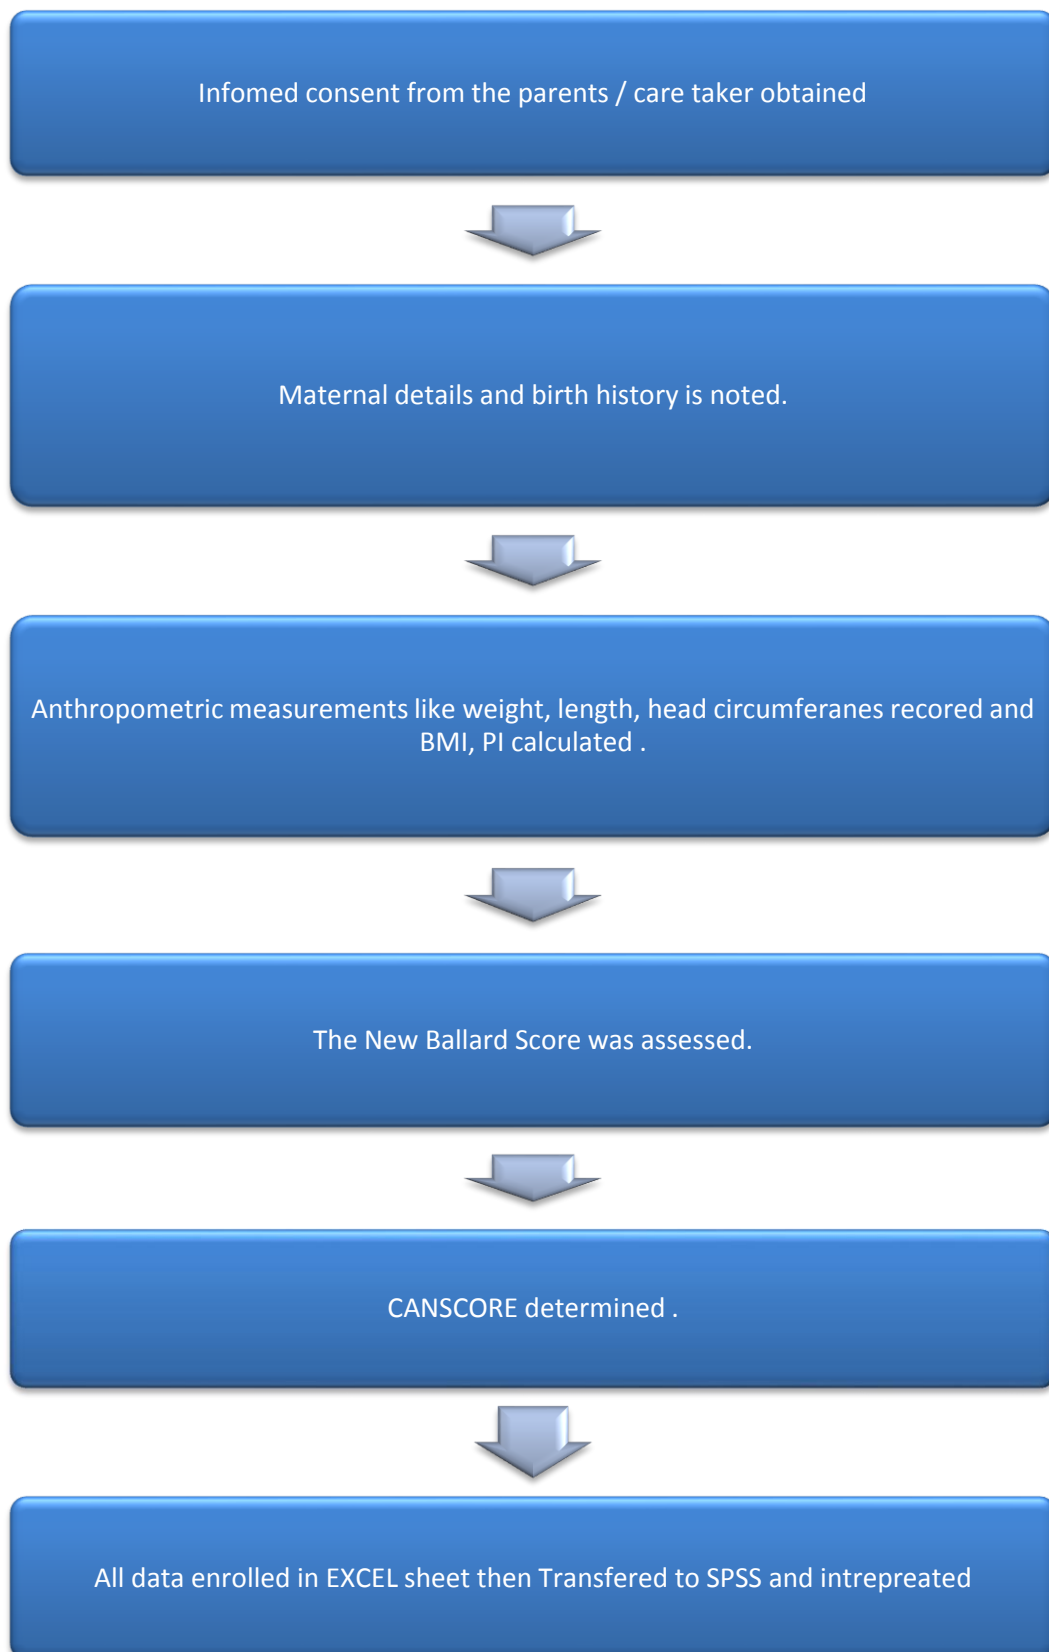 Infomed consent from the parents / care taker obtained
Maternal details and birth history is noted.
Anthropometric measurements like weight, length, head circumferanes recored and
BMI, PI calculated .
The New Ballard Score was assessed.
CANSCORE determined .
All data enrolled in EXCEL sheet then Transfered to SPSS and intrepreated